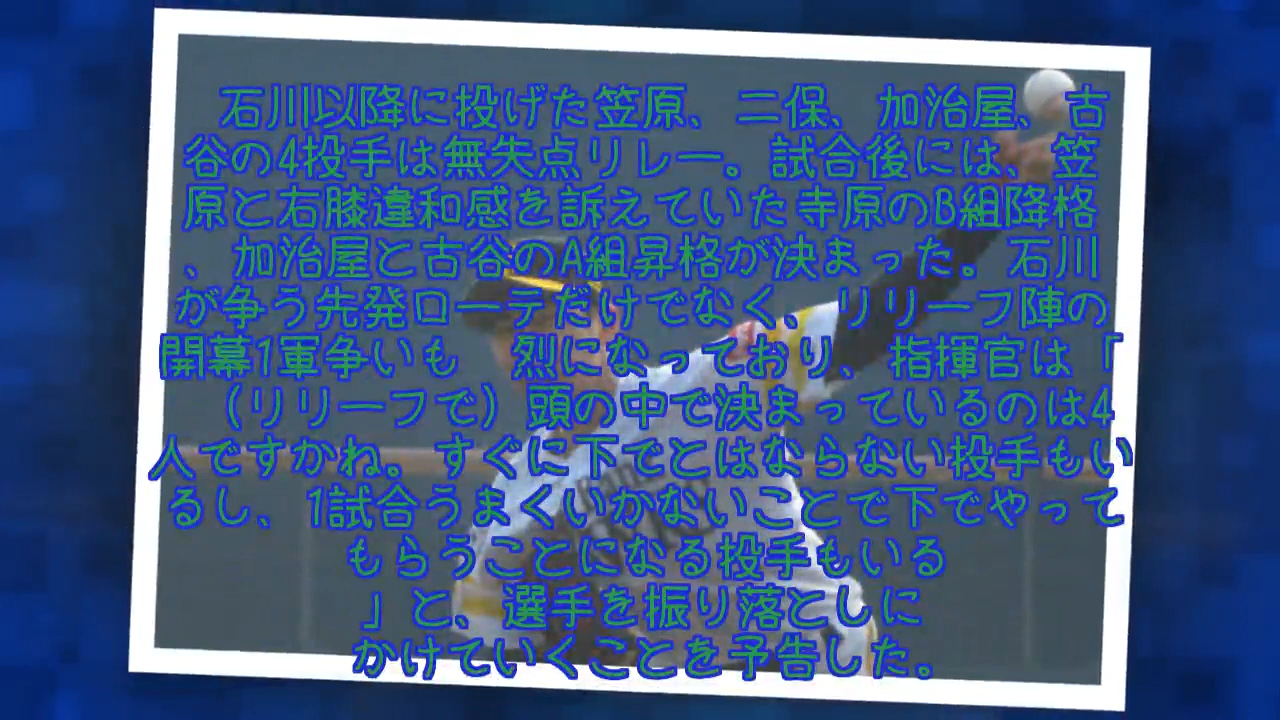 石川以降に投げた笠原、二保、加治屋、古
谷の4投手は無失点リレー。試合後には、笠
原と右膝違和感を訴えていた寺原のB組降格
、加治屋と古谷のA組昇格が決まった。石川
が争う先発ローテだけでなく、リリーフ陣の
開幕1軍争いも　烈になっており、指揮官は「
（リリーフで）頭の中で決まっているのは4
人ですかね。すぐに下でとはならない投手もい
るし、1試合うまくいかないことで下でやって
もらうことになる投手もいる
」と、選手を振り落としに
かけていくことを予告した。